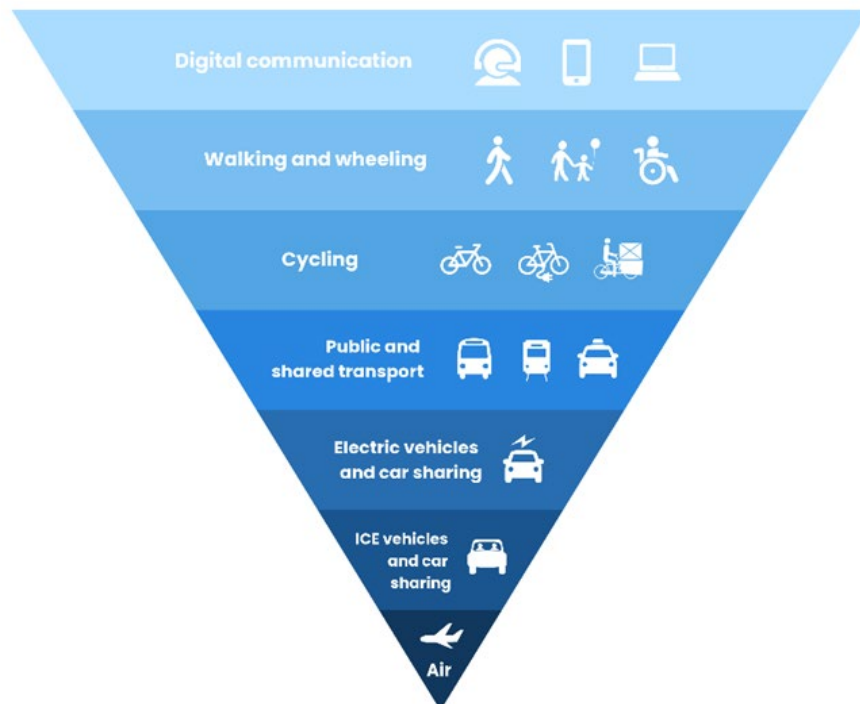 Digital communication
Walking and wheeling
Cycling
Public and
shared transport
Electric vehicles
and car sharing
ICE vehicles
and car
sharing
Air